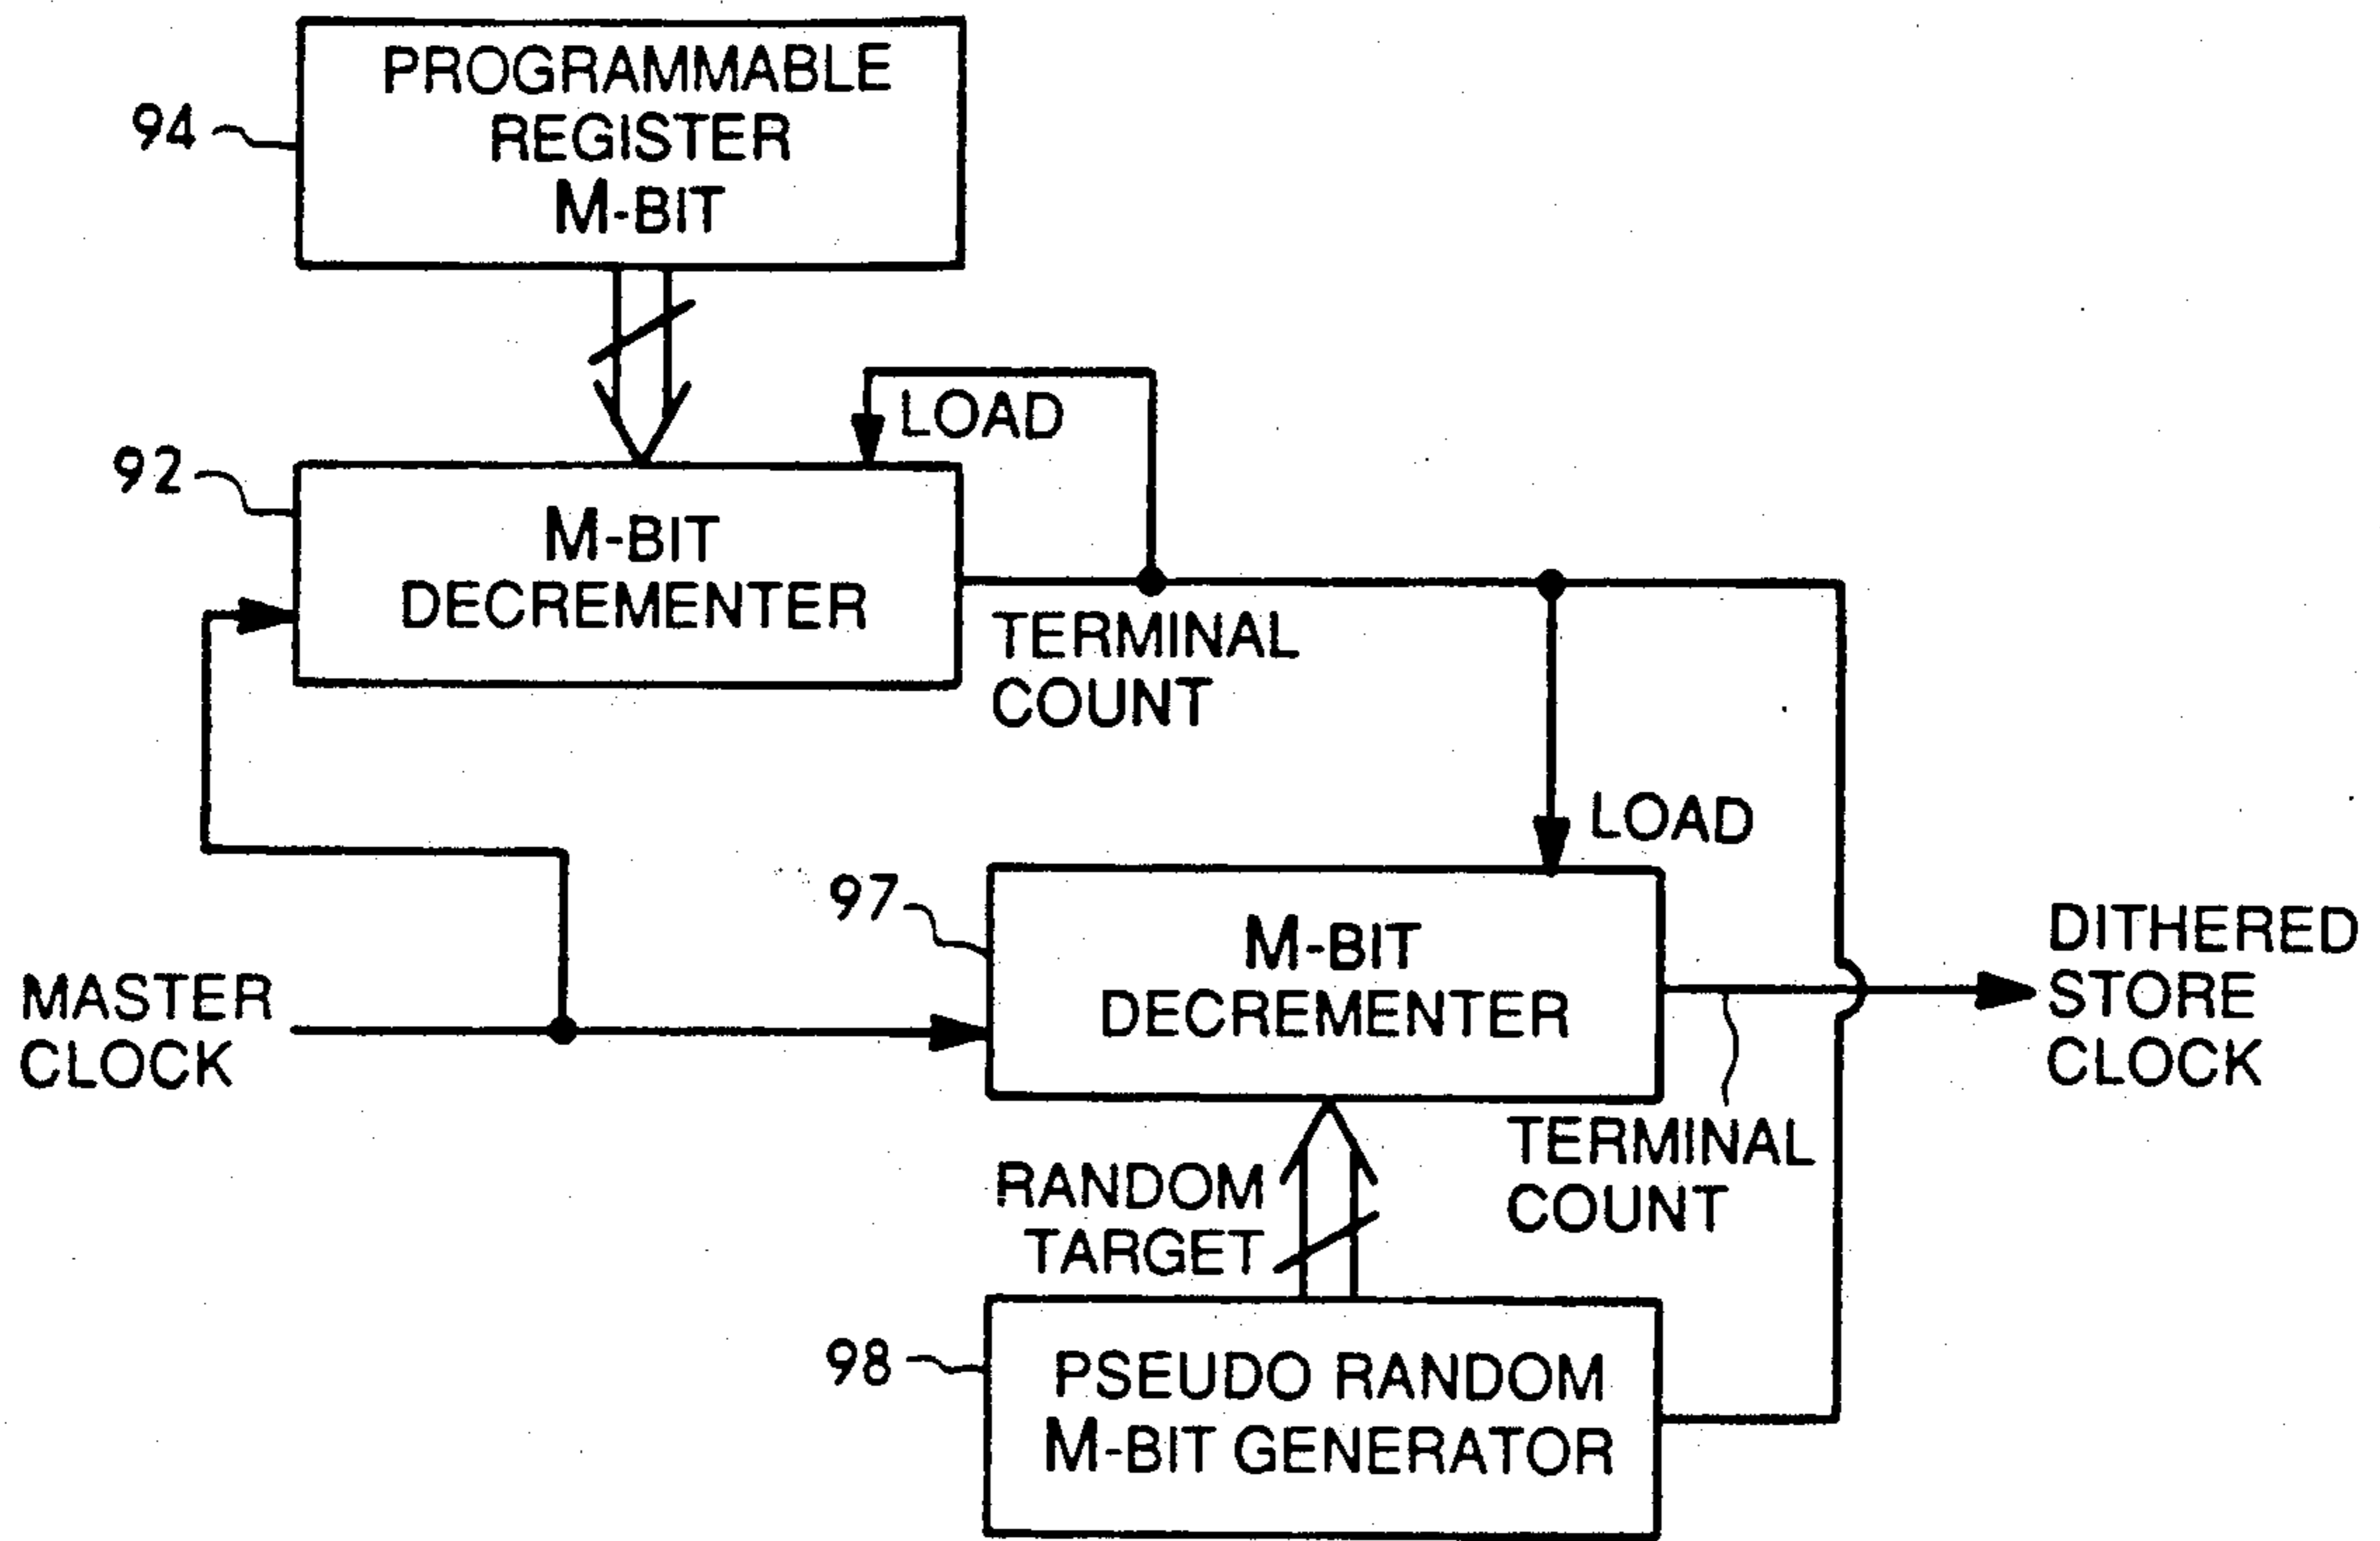 PROGRAMMABLE
REGISTER
M-BIT
94
LOAD
92
M-BIT
DECREMENTER
TERMINAL
COUNT
LOAD
97
M-BIT
DECREMENTER
MASTER
CLOCK
DITHERED
STORE
CLOCK
TERMINAL
COUNT
RANDOM
TARGET
98
PSEUDO RANDOM
M-BIT GENERATOR